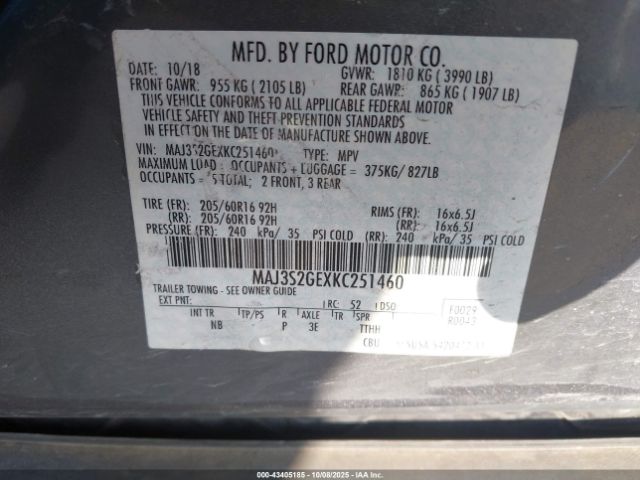 MFD. BY FORD MOTOR CO.
DATE: 10/18 GVWR: 1810 KG ( 3990 LB)
FRONT GAWR: 955 KG ( 2105 LB) REAR GAWR: 865 KG ( 1907 LB)
THIS VEHICLE CONFORMS TO ALL APPLICABLE FEDERAL MOTOR
VEHICLE SAFETY AND THEFT PREVENTION STANDARDS
IN EFFECT ON THE DATE OF MANUFACTURE SHOWN ABOVE.
VIN: MAJ3S2GEXKC251460 TYPE: MPV
MAXIMUM LOAD : OCCUPANTS + LUGGAGE = 375KG/ 827LB
OCCUPANTS = 5 TOTAL; 2 FRONT, 3 REAR
TIRE (FR): 205/60R16 92H RIMS (FR): 16x6.5J
(RR): 205/60R16 92H (RR): 16x6.5J
PRESSURE (FR): 240 kPa/ 35 PSI COLD (RR): 240 kPa/ 35 PSI COLD
MAJ3S2GEXKC251460
TRAILER TOWING - SEE OWNER GUIDE
EXT PNT: RC: 52 DSO: F0029
INT TR TP/PS R AXLE TR SPR R0043
NB P 3E TTHH
CBU
000-43405185 - 10/08/2025 - IAAI.COM